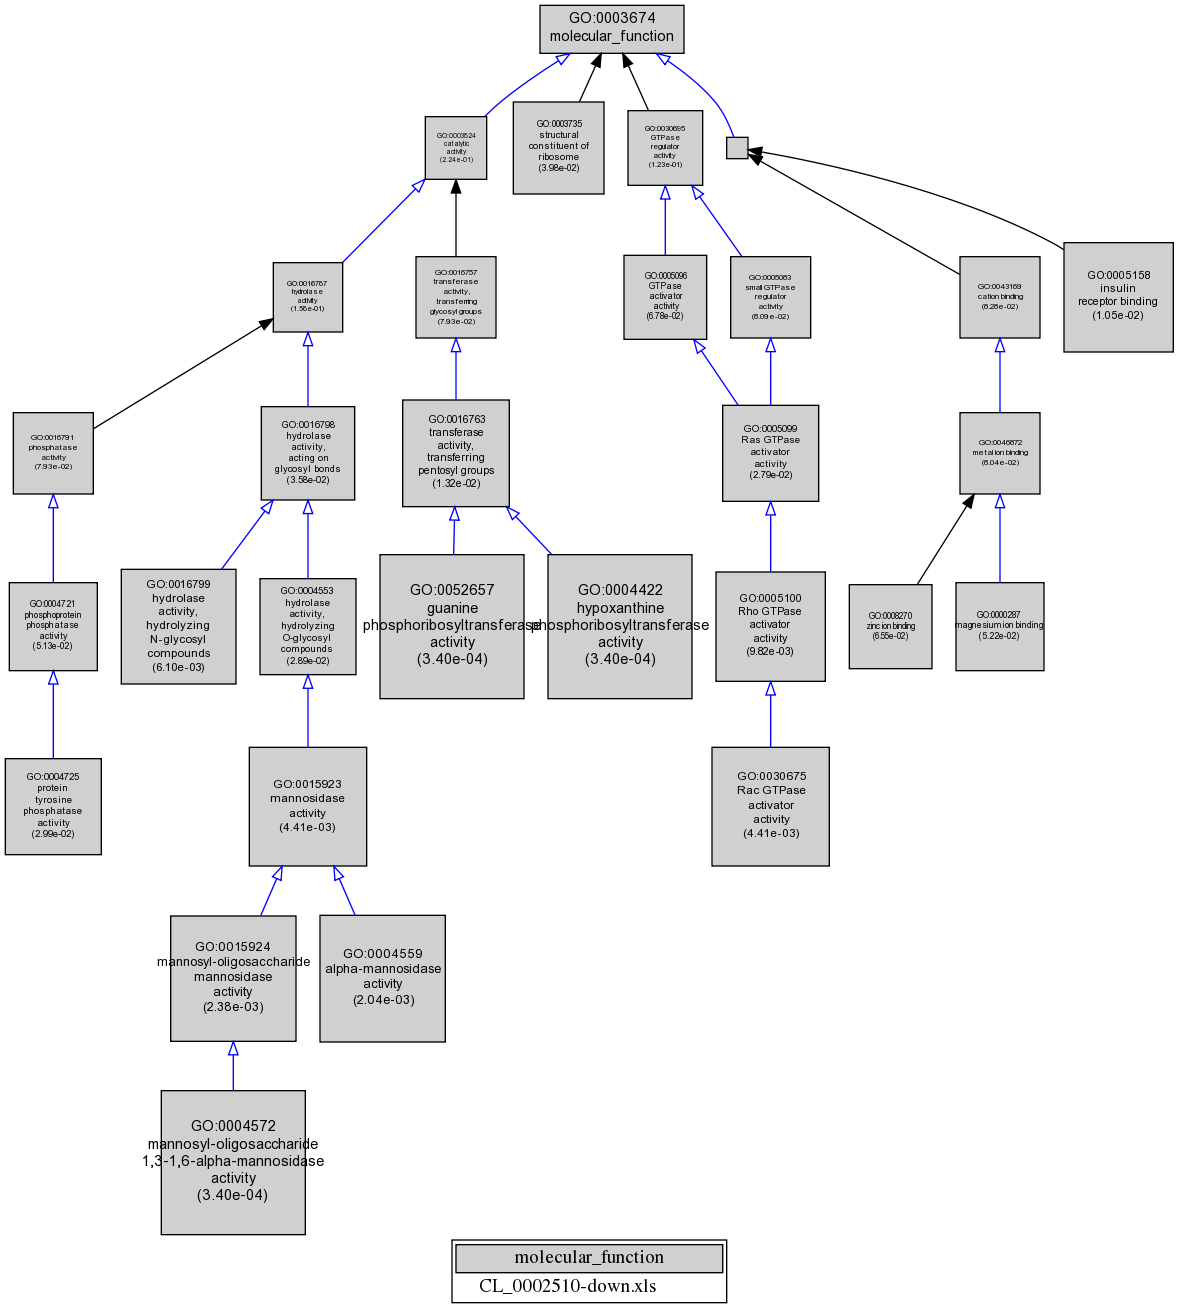 GO:0003674
molecular_function
GO:0003824
catalytic
activity
(2.24e-01)
GO:0003735
structural
constituent of
ribosome
(3.98e-02)
GO:0030695
GTPase
regulator
activity
(1.23e-01)
GO:0016787
hydrolase
activity
(1.56e-01)
GO:0016757
transferase
activity,
transferring
glycosyl groups
(7.93e-02)
GO:0005096
GTPase
activator
activity
(6.78e-02)
GO:0005083
small GTPase
regulator
activity
(8.09e-02)
GO:0043169
cation binding
(8.26e-02)
GO:0005158
insulin
receptor binding
(1.05e-02)
GO:0016791
phosphatase
activity
(7.93e-02)
GO:0016798
hydrolase
activity,
acting on
glycosyl bonds
(3.58e-02)
GO:0016763
transferase
activity,
transferring
pentosyl groups
(1.32e-02)
GO:0005099
Ras GTPase
activator
activity
(2.79e-02)
GO:0046872
metal ion binding
(8.04e-02)
GO:0004721
phosphoprotein
phosphatase
activity
(5.13e-02)
GO:0016799
hydrolase
activity,
hydrolyzing
N-glycosyl
compounds
(6.10e-03)
GO:0004553
hydrolase
activity,
hydrolyzing
O-glycosyl
compounds
(2.89e-02)
GO:0052657
guanine
phosphoribosyltransferase
activity
(3.40e-04)
GO:0004422
hypoxanthine
phosphoribosyltransferase
activity
(3.40e-04)
GO:0005100
Rho GTPase
activator
activity
(9.82e-03)
GO:0008270
zinc ion binding
(6.55e-02)
GO:0000287
magnesium ion binding
(5.22e-02)
GO:0004725
protein
tyrosine
phosphatase
activity
(2.99e-02)
GO:0015923
mannosidase
activity
(4.41e-03)
GO:0030675
Rac GTPase
activator
activity
(4.41e-03)
GO:0015924
mannosyl-oligosaccharide
mannosidase
activity
(2.38e-03)
GO:0004559
alpha-mannosidase
activity
(2.04e-03)
GO:0004572
mannosyl-oligosaccharide
1,3-1,6-alpha-mannosidase
activity
(3.40e-04)
molecular_function
CL_0002510-down.xls